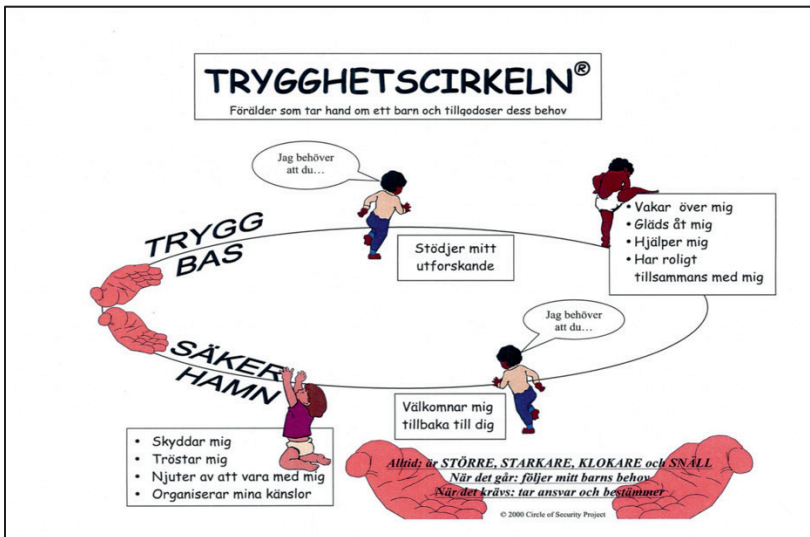 TRYGGHETSCIRKELN®
Förälder som tar hand om ett barn och tillgodoser dess behov
Jag behöver
att du…
TRYGG
BAS
Stödjer mitt
utforskande
• Vakar över mig
• Gläds åt mig
• Hjälper mig
• Har roligt
tillsammans med mig
Jag behöver
att du…
SÄKER
HAMN
Välkomnar mig
tillbaka till dig
• Skyddar mig
• Tröstar mig
• Njuter av att vara med mig
• Organiserar mina känslor
Alltid: är STÖRRE, STARKARE, KLOKARE och SNÄLL
När det går: följer mitt barns behov
När det krävs: tar ansvar och bestämmer
© 2000 Circle of Security Project